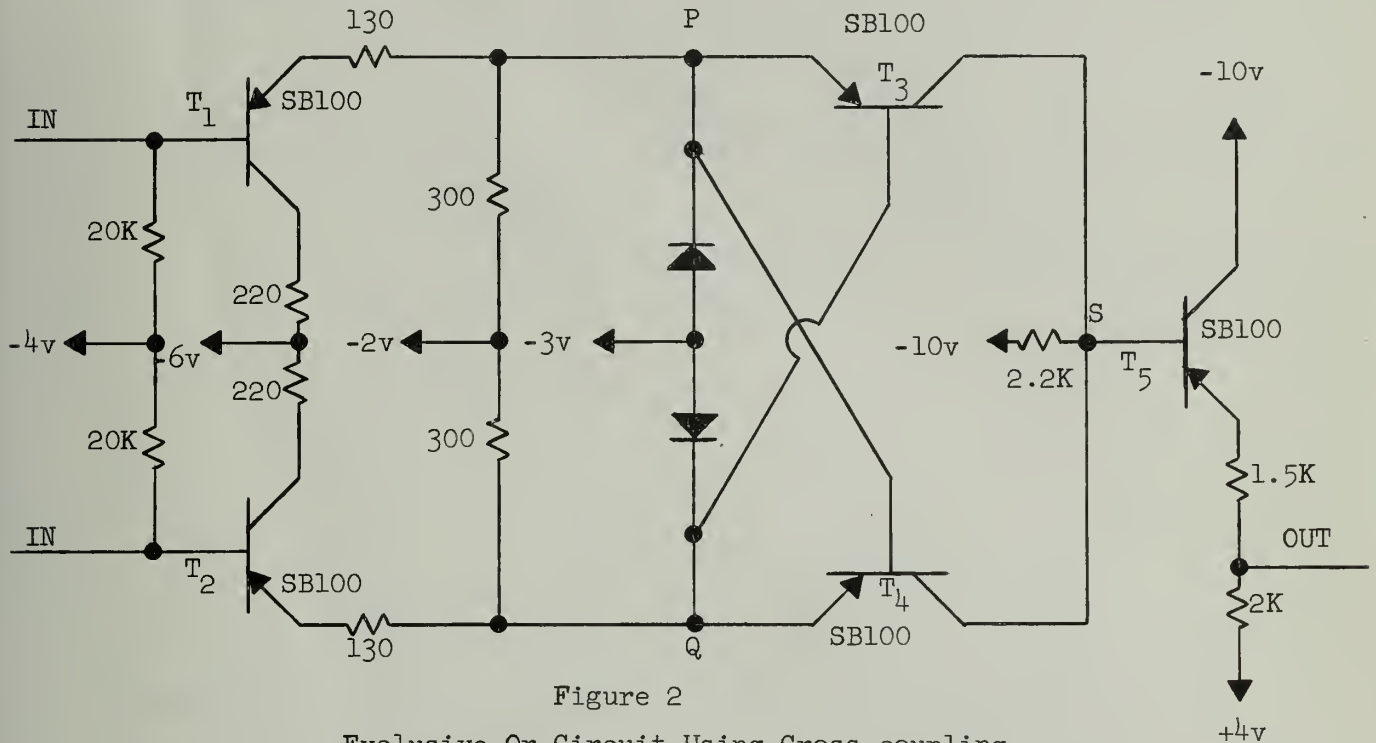 130
P
SB100
T3
-10v
IN
T1
SB100
20K
300
220
-4v
-6v
-2v
-3v
-10v
2.2K
S
T5
SB100
20K
220
300
1.5K
IN
T2
SB100
T4
OUT
2K
130
Q
SB100
Figure 2
+4v
Exclusive Or Circuit Using Cross-coupling